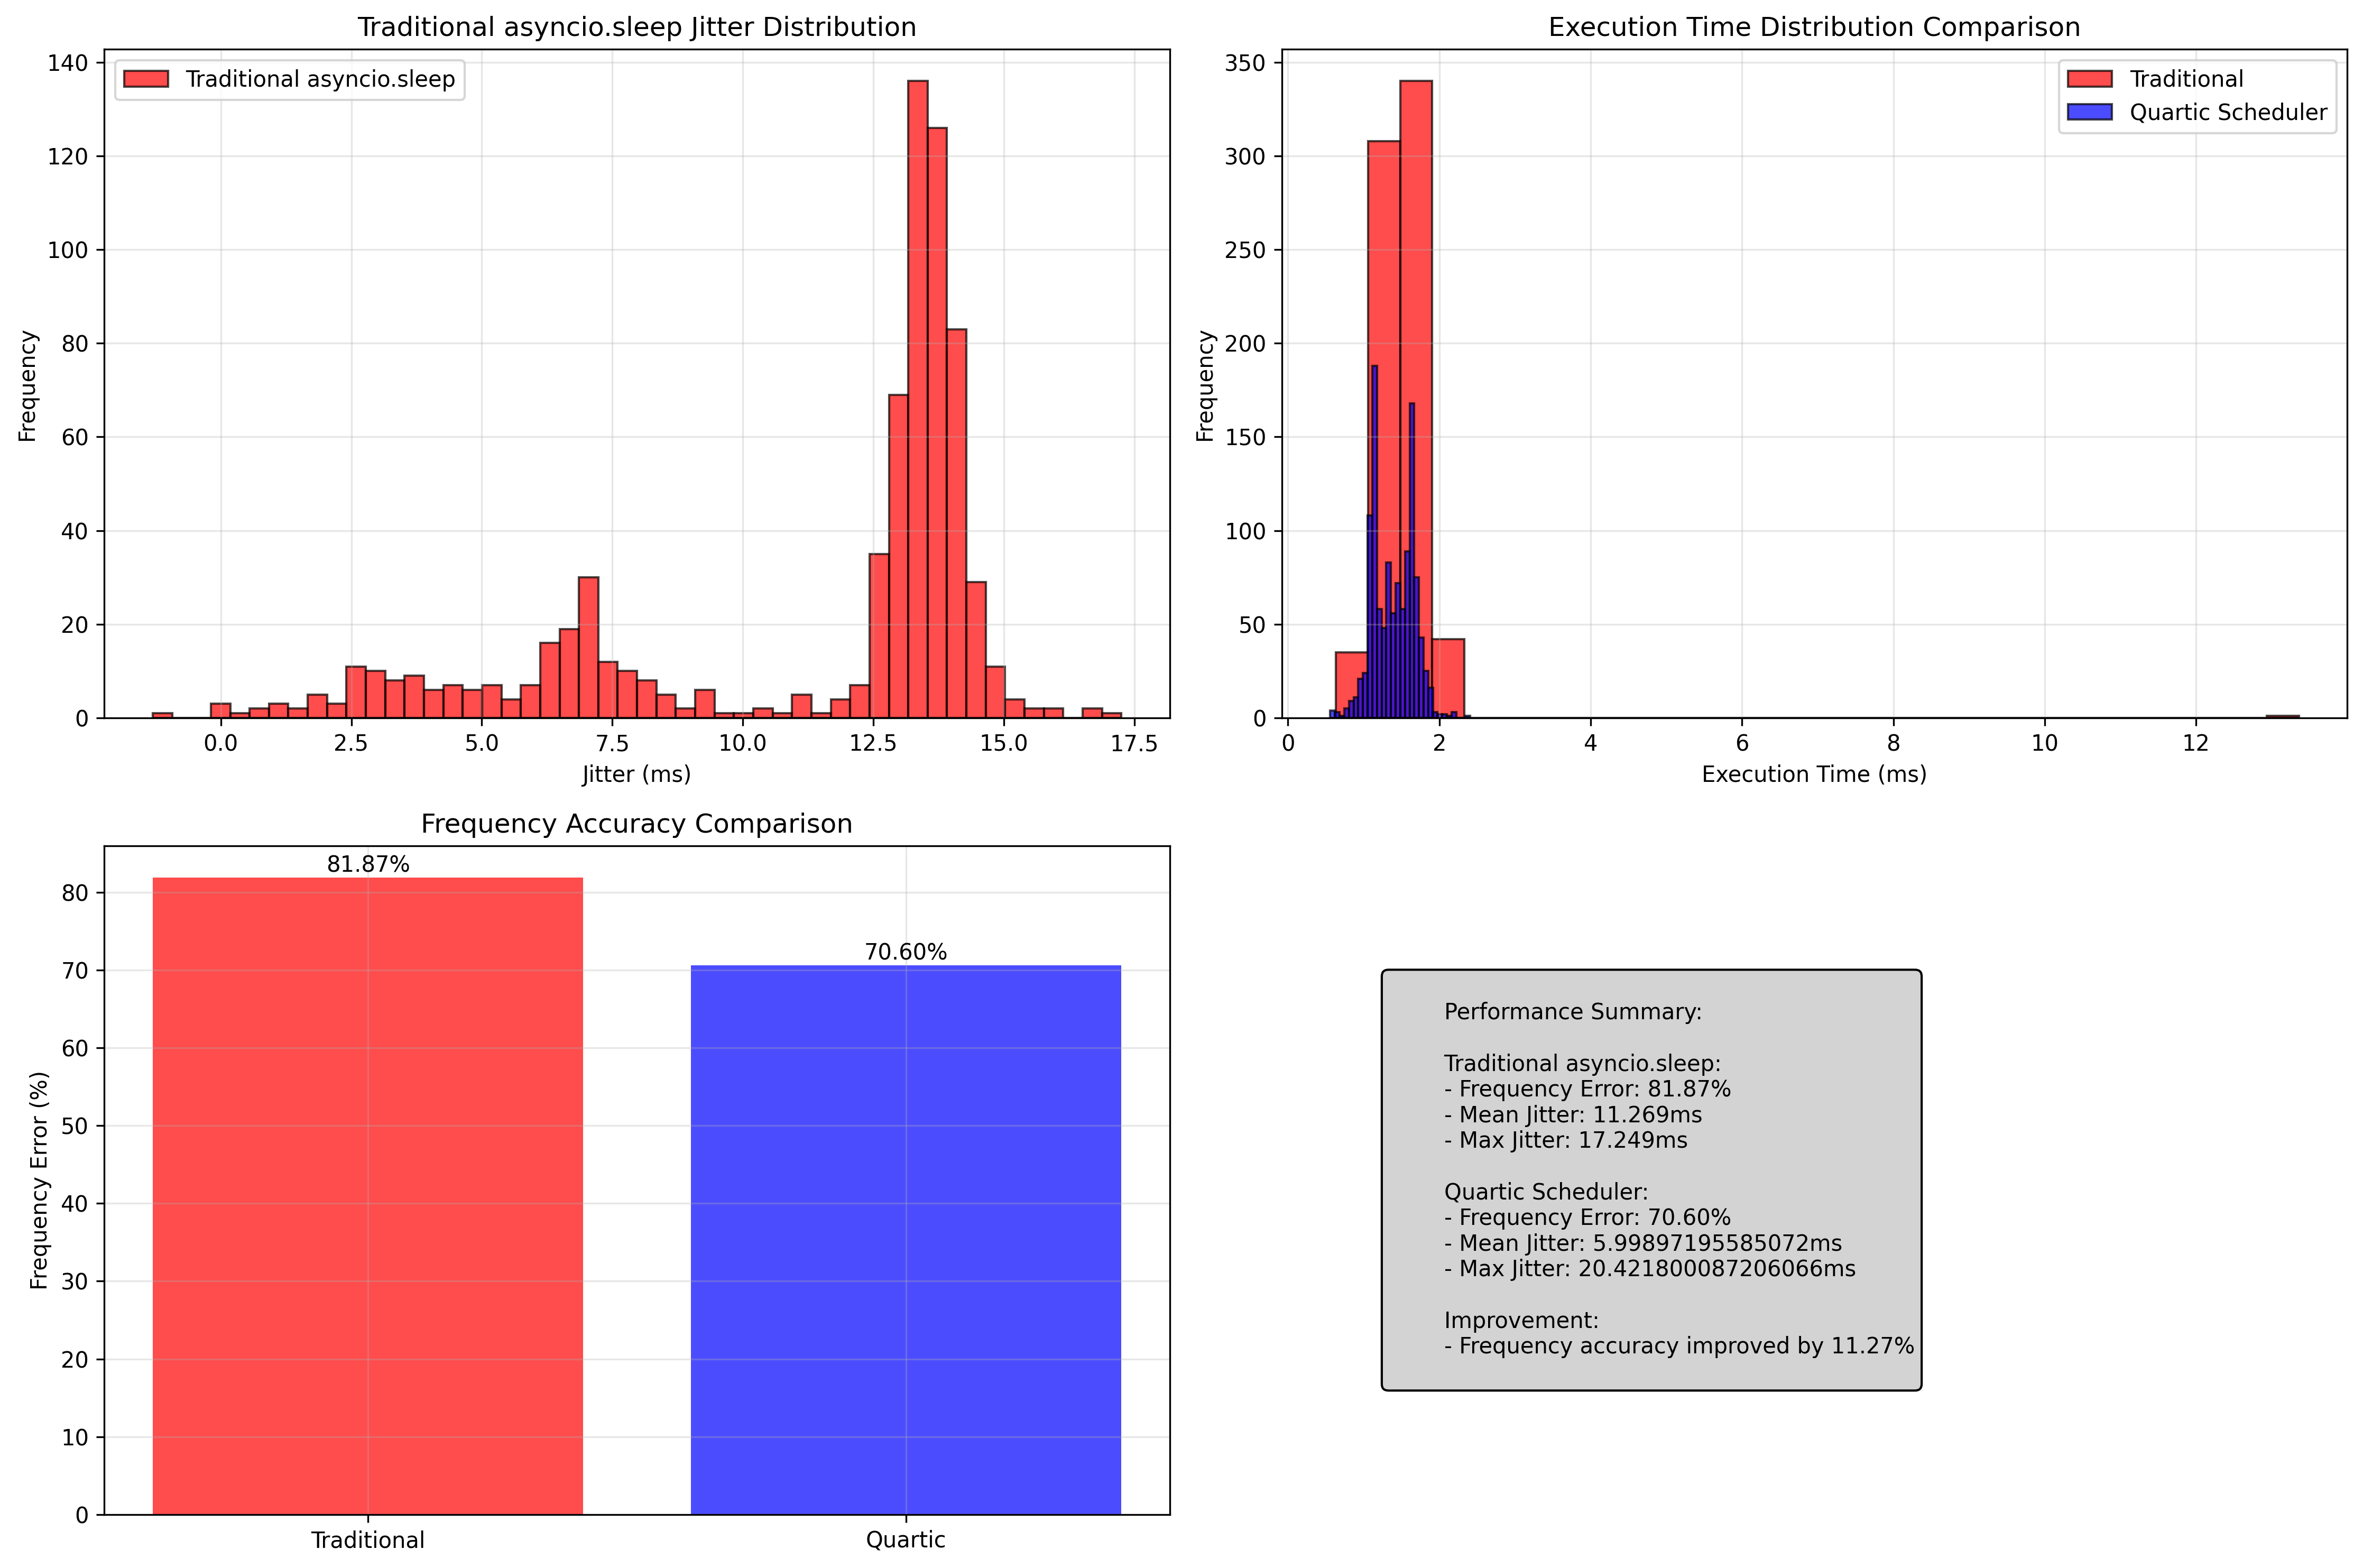 Traditional asyncio.sleep Jitter Distribution
Traditional asyncio.sleep
Frequency
140
120
100
80
60
40
20
0
0.0 2.5 5.0 7.5 10.0 12.5 15.0 17.5
Jitter (ms)
Execution Time Distribution Comparison
Traditional
Quartic Scheduler
Frequency
350
300
250
200
150
100
50
0
0 2 4 6 8 10 12
Execution Time (ms)
Frequency Accuracy Comparison
81.87%
70.60%
Frequency Error (%)
80
70
60
50
40
30
20
10
0
Traditional Quartic
Performance Summary:
Traditional asyncio.sleep:
- Frequency Error: 81.87%
- Mean Jitter: 11.269ms
- Max Jitter: 17.249ms
Quartic Scheduler:
- Frequency Error: 70.60%
- Mean Jitter: 5.99897195585072ms
- Max Jitter: 20.421800087206066ms
Improvement:
- Frequency accuracy improved by 11.27%